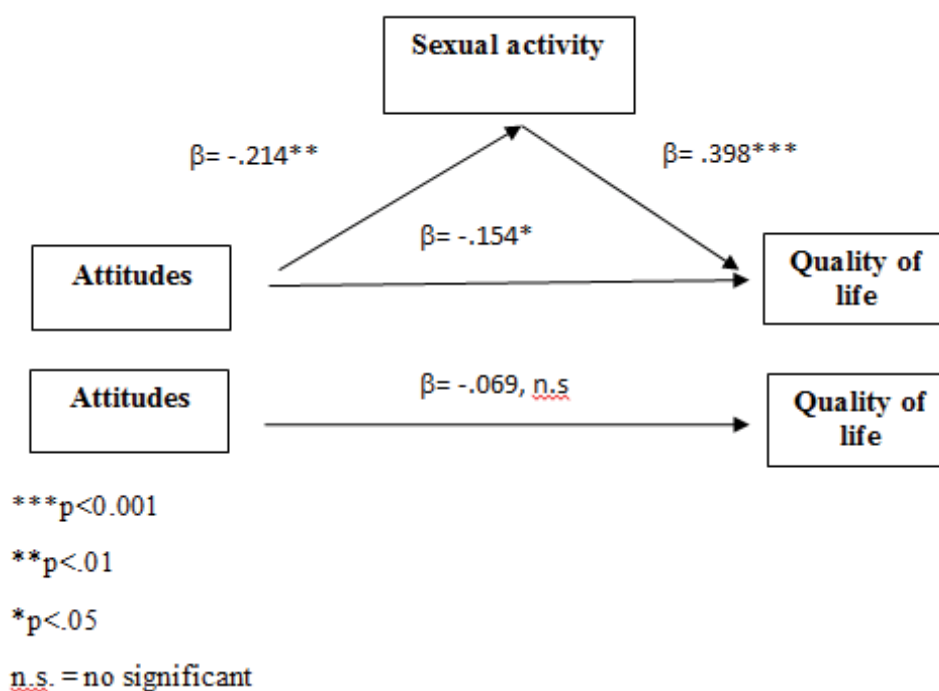 Sexual activity
β= -.214**
β= .398***
β= -.154*
Attitudes
Quality of
life
β= -.069, n.s
Attitudes
Quality of
life
***p<0.001
**p<.01
*p<.05
n.s. = no significant